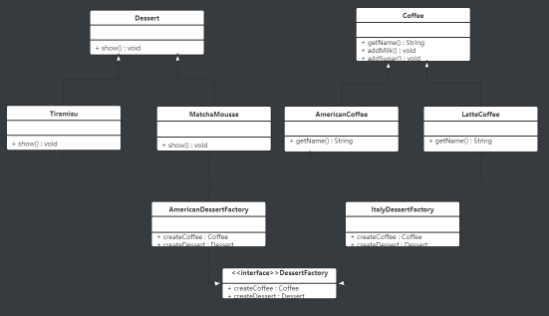 Dessert
+ show() : void
Coffee
+ getName() : String
+ addMilk() : void
+ addSugar() : void
Tiramisu
+ show() : void
MatchaMousse
+ show() : void
AmericanCoffee
+ getName() : String
LatteCoffee
+ getName() : String
AmericanDessertFactory
+ createCoffee : Coffee
+ createDessert : Dessert
ItalyDessertFactory
+ createCoffee : Coffee
+ createDessert : Dessert
<<interface>>DessertFactory
+ createCoffee : Coffee
+ createDessert : Dessert